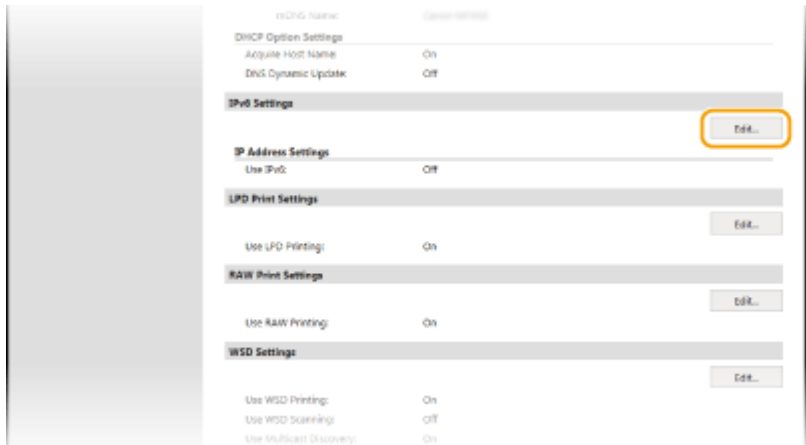 mDNS Name:
DHCP Option Settings
Acquire Host Name: On
DNS Dynamic Update: Off
IPv6 Settings
Edit...
IP Address Settings
Use IPv6: Off
LPD Print Settings
Edit...
Use LPD Printing: On
RAW Print Settings
Edit...
Use RAW Printing: On
WSD Settings
Edit...
Use WSD Printing: On
Use WSD Scanning: Off
Use Multicast Discovery: On